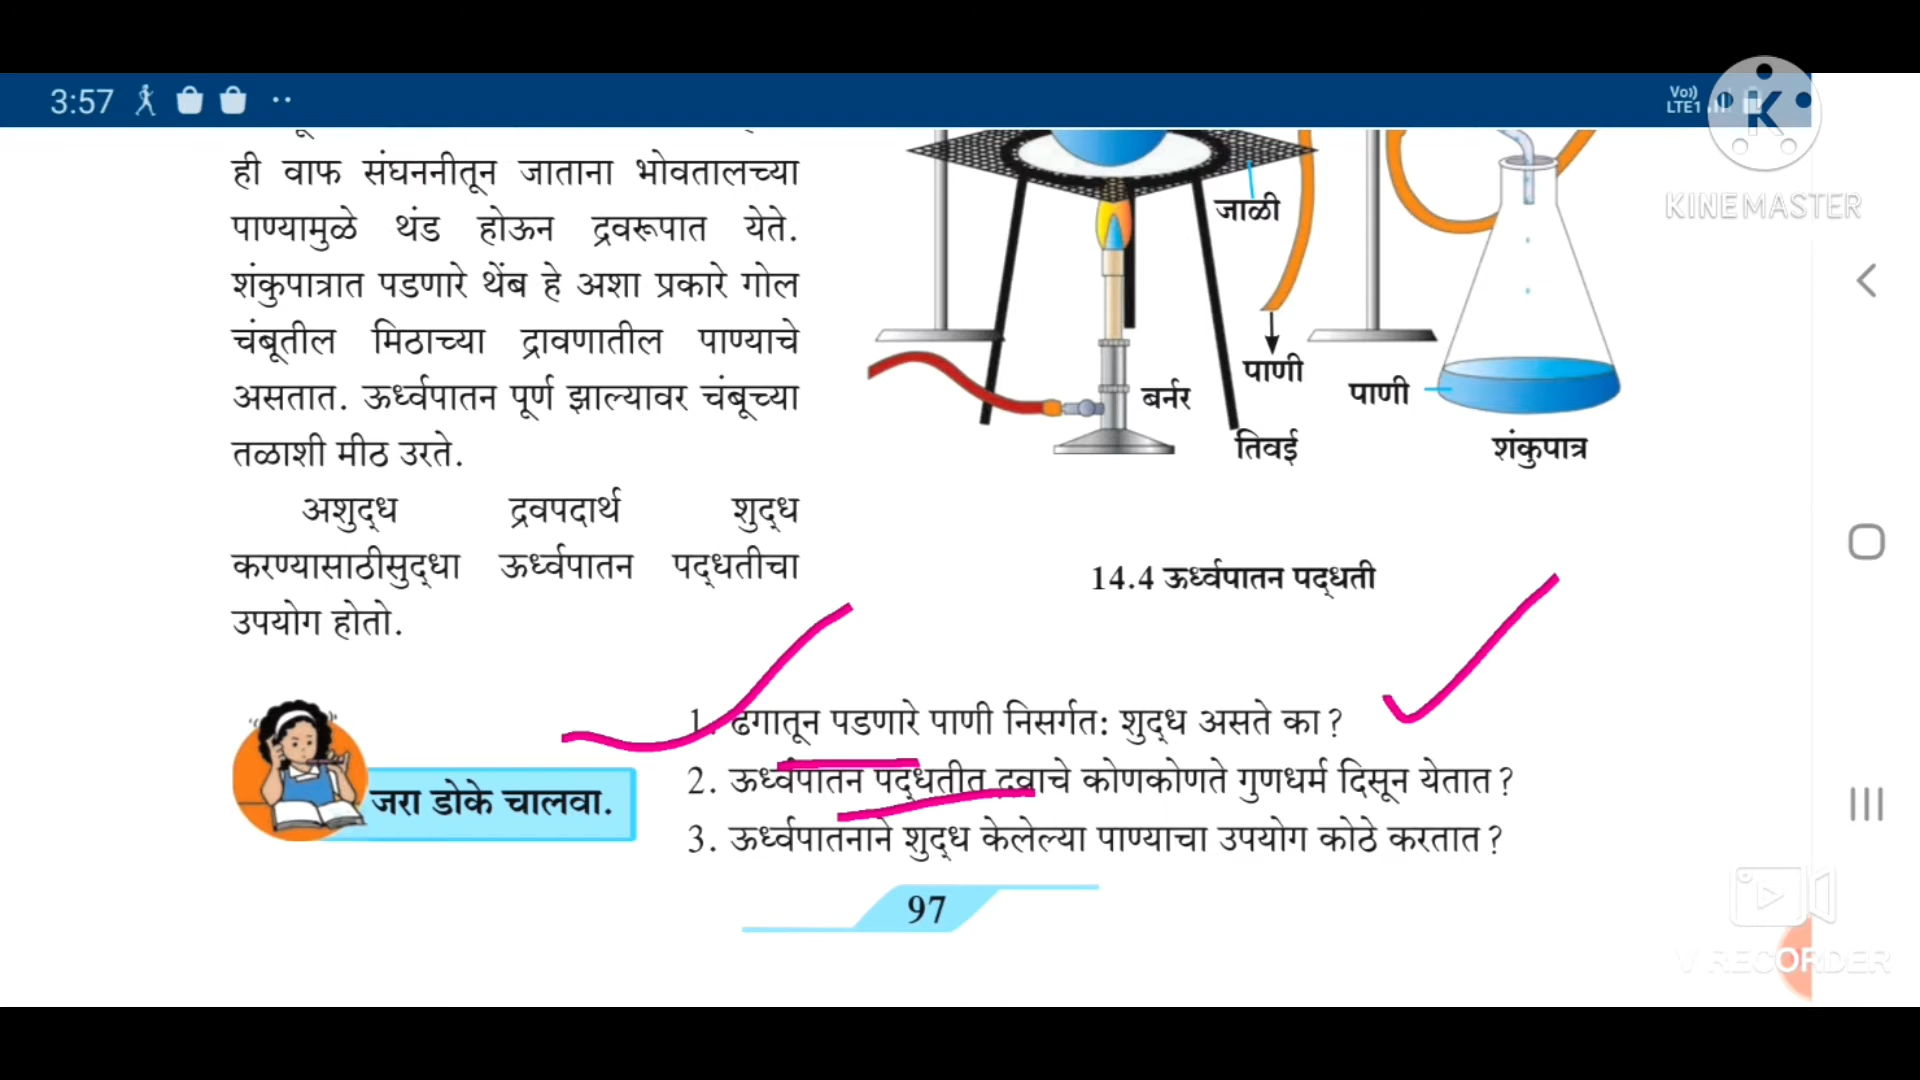 3:57
Vo))
LTE1
KINEMASTER
ही वाफ संघननीतून जाताना भोवतालच्या
पाण्यामुळे थंड होऊन द्रवरूपात येते.
शंकुपात्रात पडणारे थेंब हे अशा प्रकारे गोल
चंबूतील मिठाच्या द्रावणातील पाण्याचे
असतात. ऊर्ध्वपातन पूर्ण झाल्यावर चंबूच्या
तळाशी मीठ उरते.
अशुद्ध द्रवपदार्थ शुद्ध
करण्यासाठीसुद्धा ऊर्ध्वपातन पद्धतीचा
उपयोग होतो.
जाळी
पाणी
बर्नर
तिवई
पाणी
शंकुपात्र
14.4 ऊर्ध्वपातन पद्धती
जरा डोके चालवा.
1. ढगातून पडणारे पाणी निसर्गत: शुद्ध असते का ?
2. ऊर्ध्वपातन पद्धतीत द्रवाचे कोणकोणते गुणधर्म दिसून येतात ?
3. ऊर्ध्वपातनाने शुद्ध केलेल्या पाण्याचा उपयोग कोठे करतात ?
97
V RECORDER